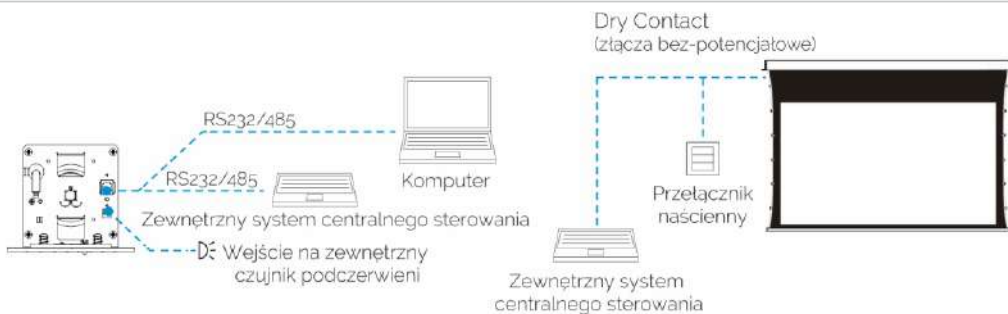 Dry Contact
(złącza bez-potencjałowe)
RS232/485
Komputer
RS232/485
Zewnętrzny system centralnego sterowania
Wejście na zewnętrzny
czujnik podczerwieni
Przełącznik
naścienny
Zewnętrzny system
centralnego sterowania